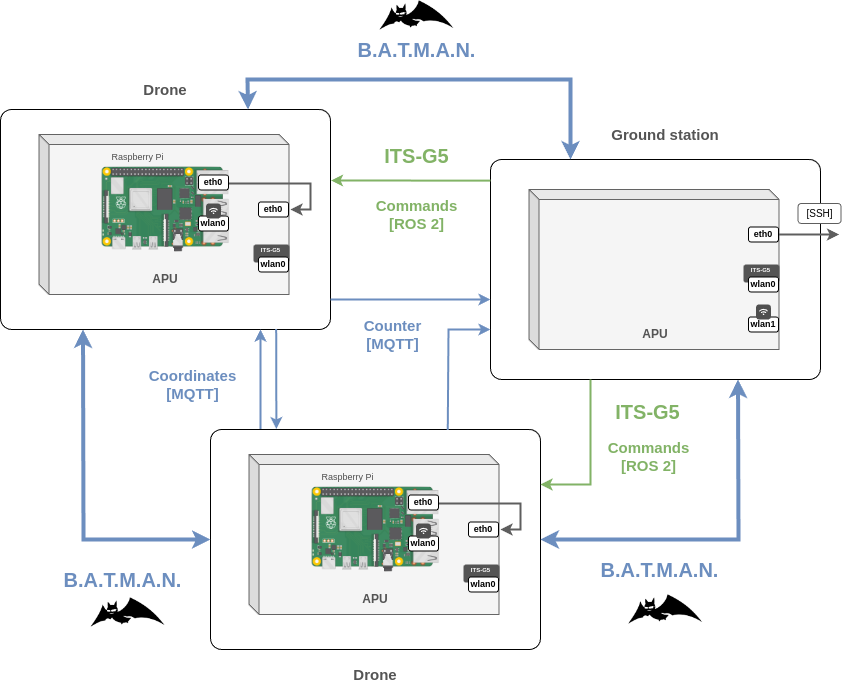 B.A.T.M.A.N.
Drone
Raspberry Pi
eth0
wlan0
eth0
ITS-G5
wlan0
APU
ITS-G5
Commands
[ROS 2]
Ground station
[SSH]
eth0
ITS-G5
wlan0
wlan1
APU
Counter
[MQTT]
Coordinates
[MQTT]
ITS-G5
Commands
[ROS 2]
Raspberry Pi
eth0
wlan0
eth0
ITS-G5
wlan0
APU
B.A.T.M.A.N.
B.A.T.M.A.N.
Drone